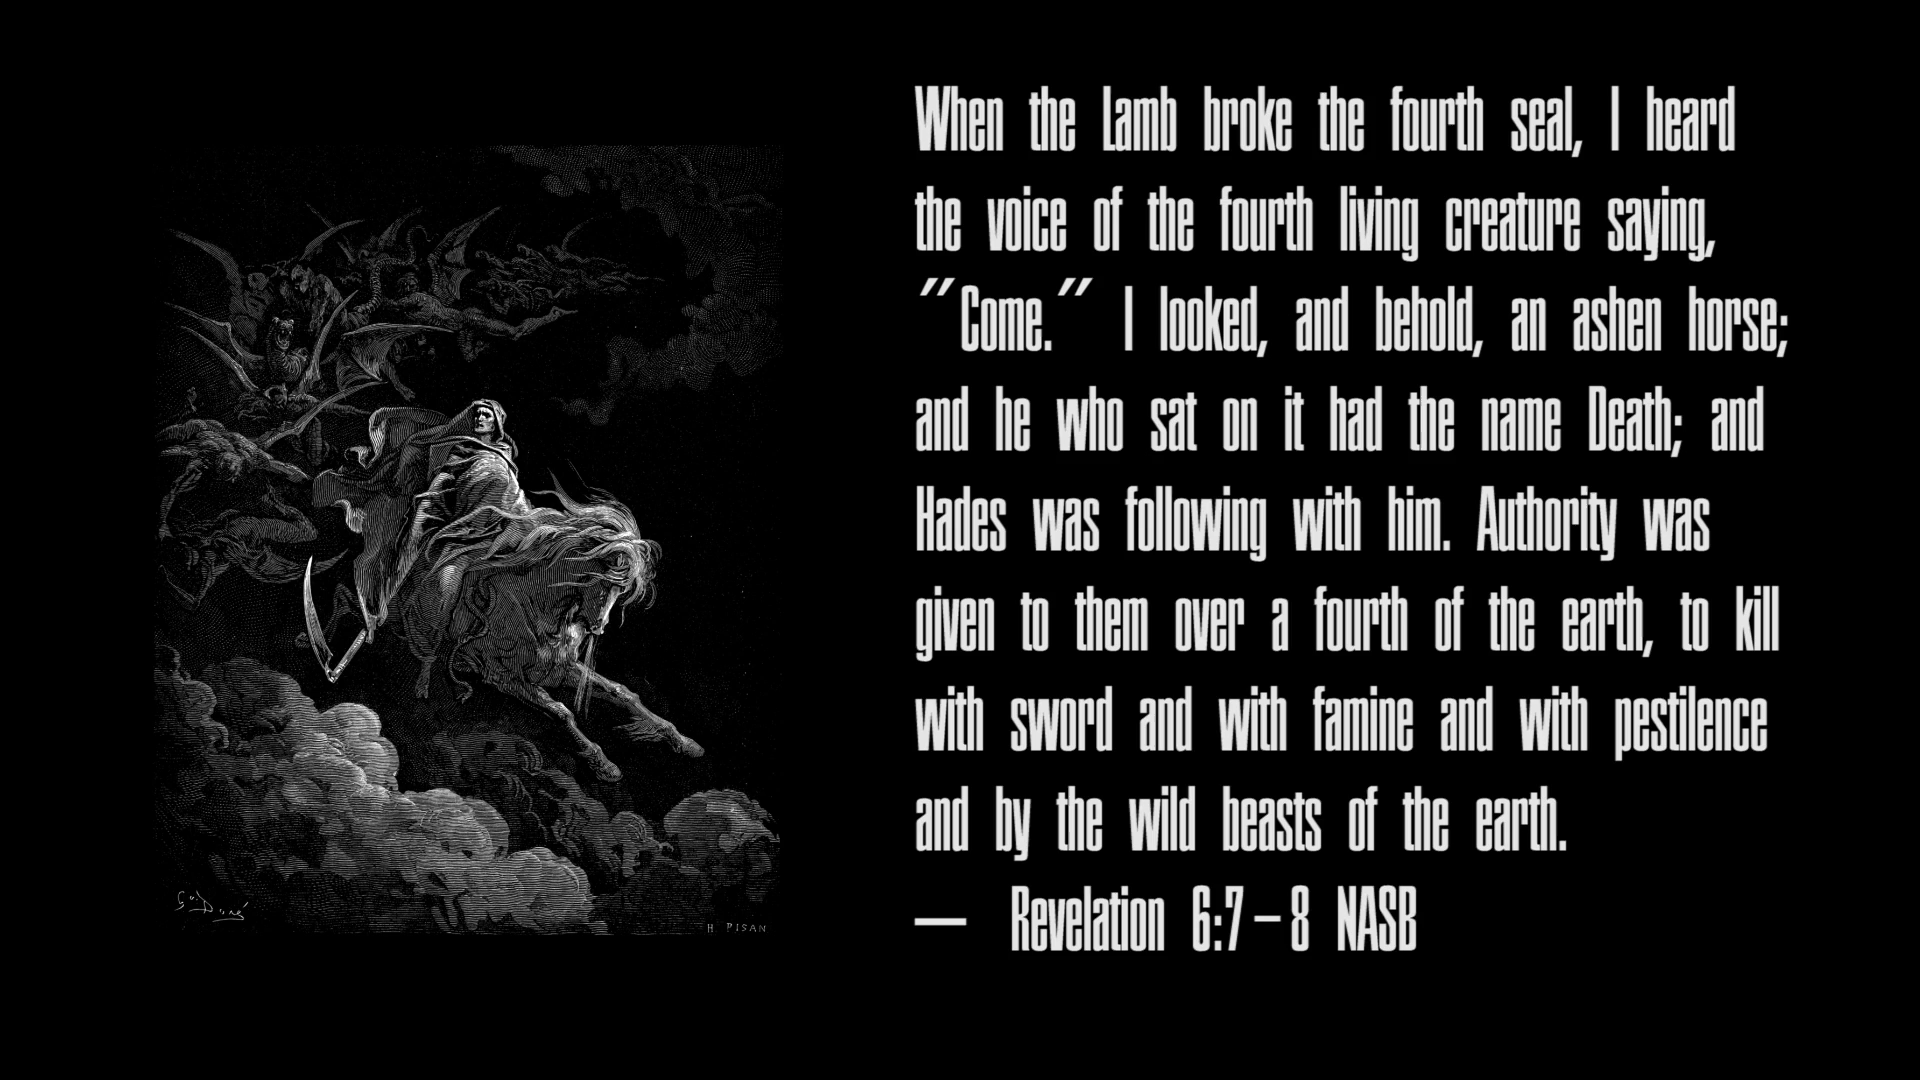 When the Lamb broke the fourth seal, I heard
the voice of the fourth living creature saying,
"Come." I looked, and behold, an ashen horse;
and he who sat on it had the name Death; and
Hades was following with him. Authority was
given to them over a fourth of the earth, to kill
with sword and with famine and with pestilence
and by the wild beasts of the earth.
— Revelation 6:7–8 NASB
G. Doré
H. PISAN